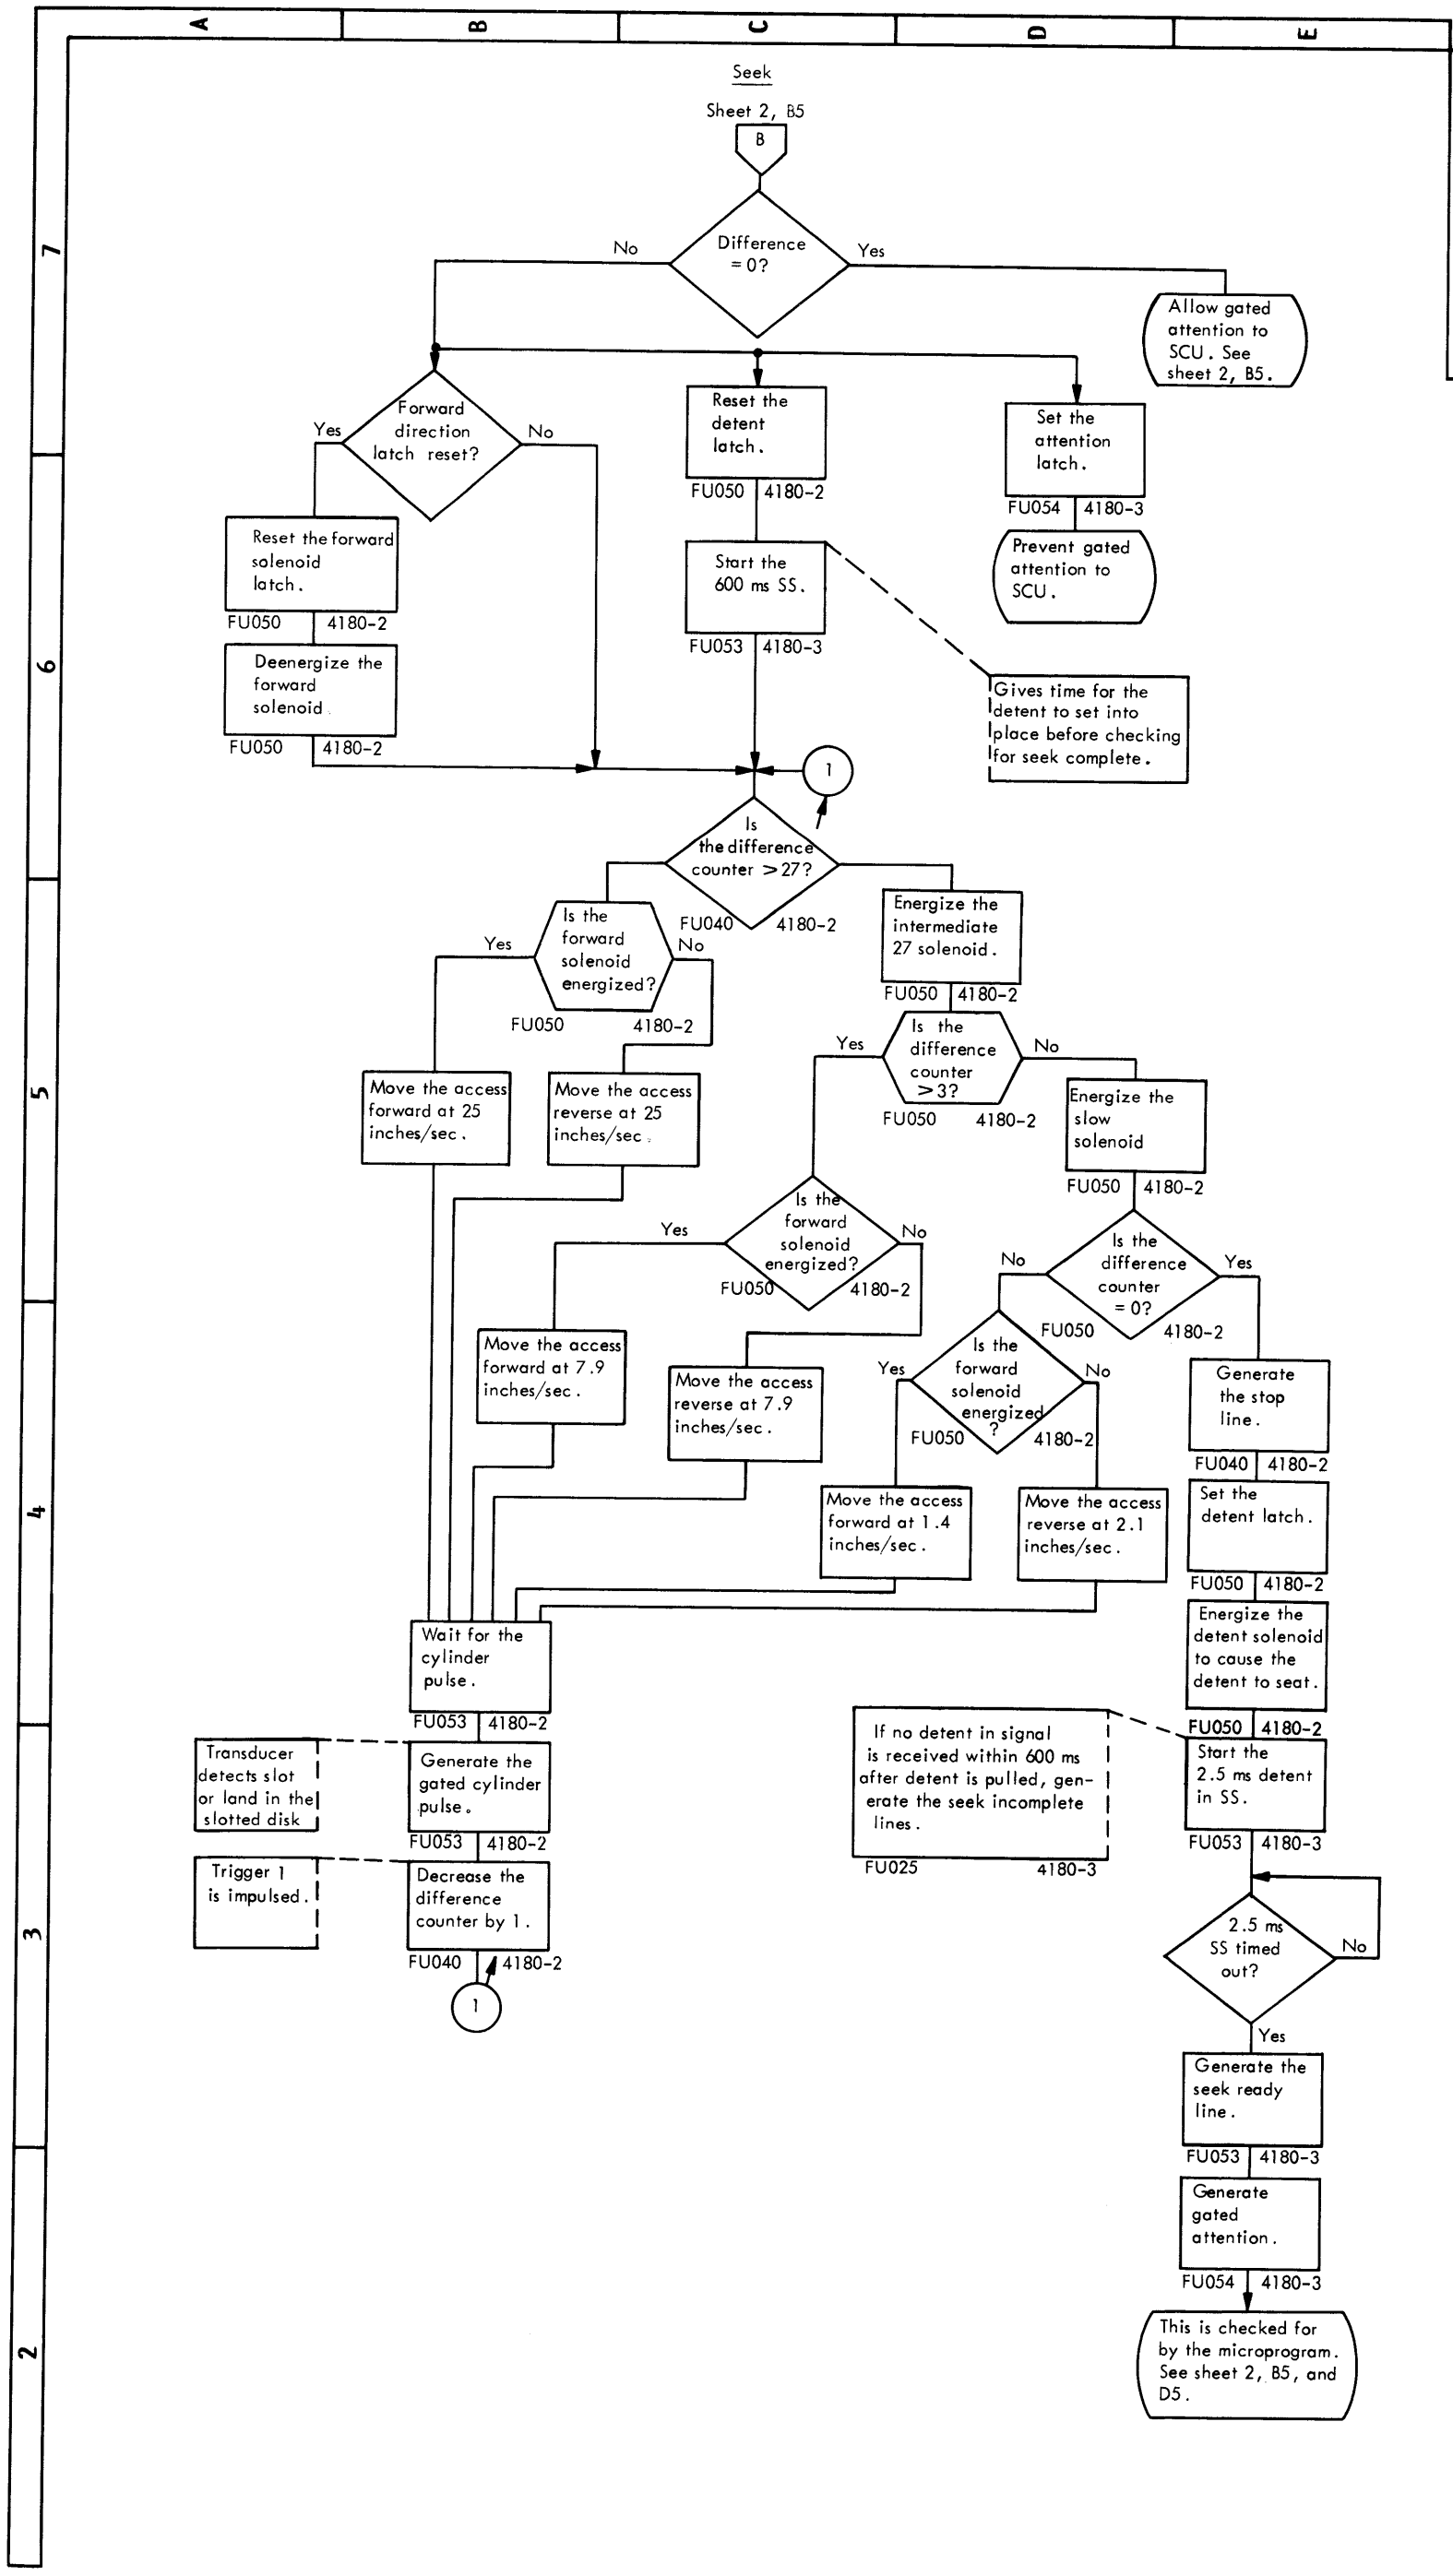 A
B
C
D
E
7
6
5
4
3
2
Seek
Sheet 2, B5
B
Difference
= 0?
No
Yes
Allow gated
attention to
SCU. See
sheet 2, B5.
Forward
direction
latch reset?
Yes
No
Reset the
detent
latch.
FU050 4180-2
Set the
attention
latch.
FU054 4180-3
Reset the forward
solenoid
latch.
FU050 4180-2
Start the
600 ms SS.
FU053 4180-3
Prevent gated
attention to
SCU.
Deenergize the
forward
solenoid
FU050 4180-2
Gives time for the
detent to set into
place before checking
for seek complete.
1
Is
the difference
counter > 27?
FU040 4180-2
Is the
forward
solenoid
energized?
Yes
No
FU050 4180-2
Energize the
intermediate
27 solenoid.
FU050 4180-2
Is the
difference
counter
> 3?
Yes
No
FU050 4180-2
Move the access
forward at 25
inches/sec.
Move the access
reverse at 25
inches/sec.
Energize the
slow
solenoid
FU050 4180-2
Is the
forward
solenoid
energized?
Yes
No
FU050 4180-2
Is the
difference
counter
= 0?
No
Yes
FU050 4180-2
Move the access
forward at 7.9
inches/sec.
Move the access
reverse at 7.9
inches/sec.
Is the
forward
solenoid
energized
?
Yes
No
FU050 4180-2
Generate
the stop
line.
FU040 4180-2
Move the access
forward at 1.4
inches/sec.
Move the access
reverse at 2.1
inches/sec.
Set the
detent latch.
FU050 4180-2
Energize the
detent solenoid
to cause the
detent to seat.
FU050 4180-2
Wait for the
cylinder
pulse.
FU053 4180-2
Transducer
detects slot
or land in the
slotted disk
Generate the
gated cylinder
pulse.
FU053 4180-2
If no detent in signal
is received within 600 ms
after detent is pulled, gen-
erate the seek incomplete
lines.
FU025 4180-3
Start the
2.5 ms detent
in SS.
FU053 4180-3
Trigger 1
is impulsed.
Decrease the
difference
counter by 1.
FU040 4180-2
1
2.5 ms
SS timed
out?
No
Yes
Generate the
seek ready
line.
FU053 4180-3
Generate
gated
attention.
FU054 4180-3
This is checked for
by the microprogram.
See sheet 2, B5, and
D5.